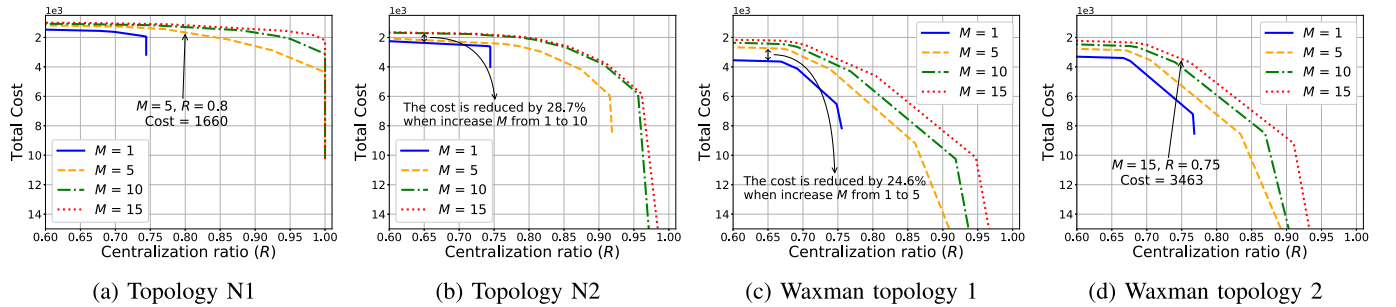 1e3
Total Cost
2
4
6
8
10
12
14
0.60 0.65 0.70 0.75 0.80 0.85 0.90 0.95 1.00
Centralization ratio (R)
M = 5, R = 0.8
Cost = 1660
M = 1
M = 5
M = 10
M = 15
(a) Topology N1
1e3
Total Cost
2
4
6
8
10
12
14
0.60 0.65 0.70 0.75 0.80 0.85 0.90 0.95 1.00
Centralization ratio (R)
The cost is reduced by 28.7%
when increase M from 1 to 10
M = 1
M = 5
M = 10
M = 15
(b) Topology N2
1e3
Total Cost
2
4
6
8
10
12
14
0.60 0.65 0.70 0.75 0.80 0.85 0.90 0.95 1.00
Centralization ratio (R)
M = 1
M = 5
M = 10
M = 15
The cost is reduced by 24.6%
when increase M from 1 to 5
(c) Waxman topology 1
1e3
Total Cost
2
4
6
8
10
12
14
0.60 0.65 0.70 0.75 0.80 0.85 0.90 0.95 1.00
Centralization ratio (R)
M = 1
M = 5
M = 10
M = 15
M = 15, R = 0.75
Cost = 3463
(d) Waxman topology 2